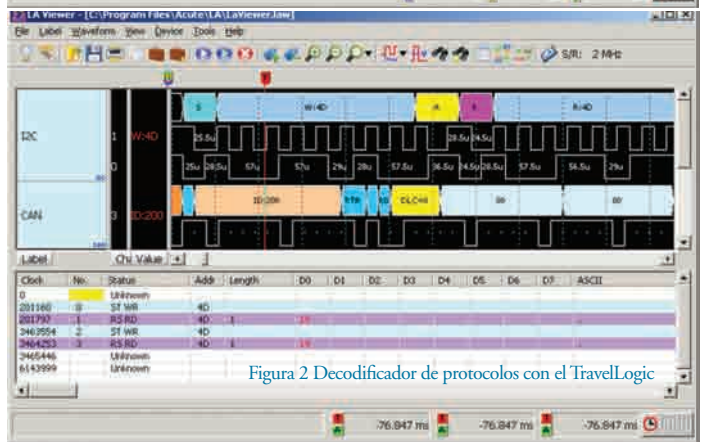 LA Viewer - [C:\Program Files\Acute\LA\LaViewer.law]
File Label Waveform View Device Tools Help
S/R: 2 MHz
S W:4D A R:4D
I2C 1 W:4D 25.5u 28.5u 24.5u
0 25u 28.5u 57u 57u 29u 28u 57.5u 36.5u 24.5u 28.5u 57.5u 56.5u 29u
ID:200 RTR DLC=8 00 00
CAN 3 ID:200
Label Chn Value
Clock No. Status Addr Length D0 D1 D2 D3 D4 D5 D6 D7 ASCII
0 Unknown
201160 0 ST WR 4D
201797 1 RS RD 4D 1
3463554 2 ST WR 4D
3464253 3 RS RD 4D 1
3465446 Unknown
6143999 Unknown
Figura 2 Decodificador de protocolos con el TravelLogic
-76.847 ms -76.847 ms -76.847 ms